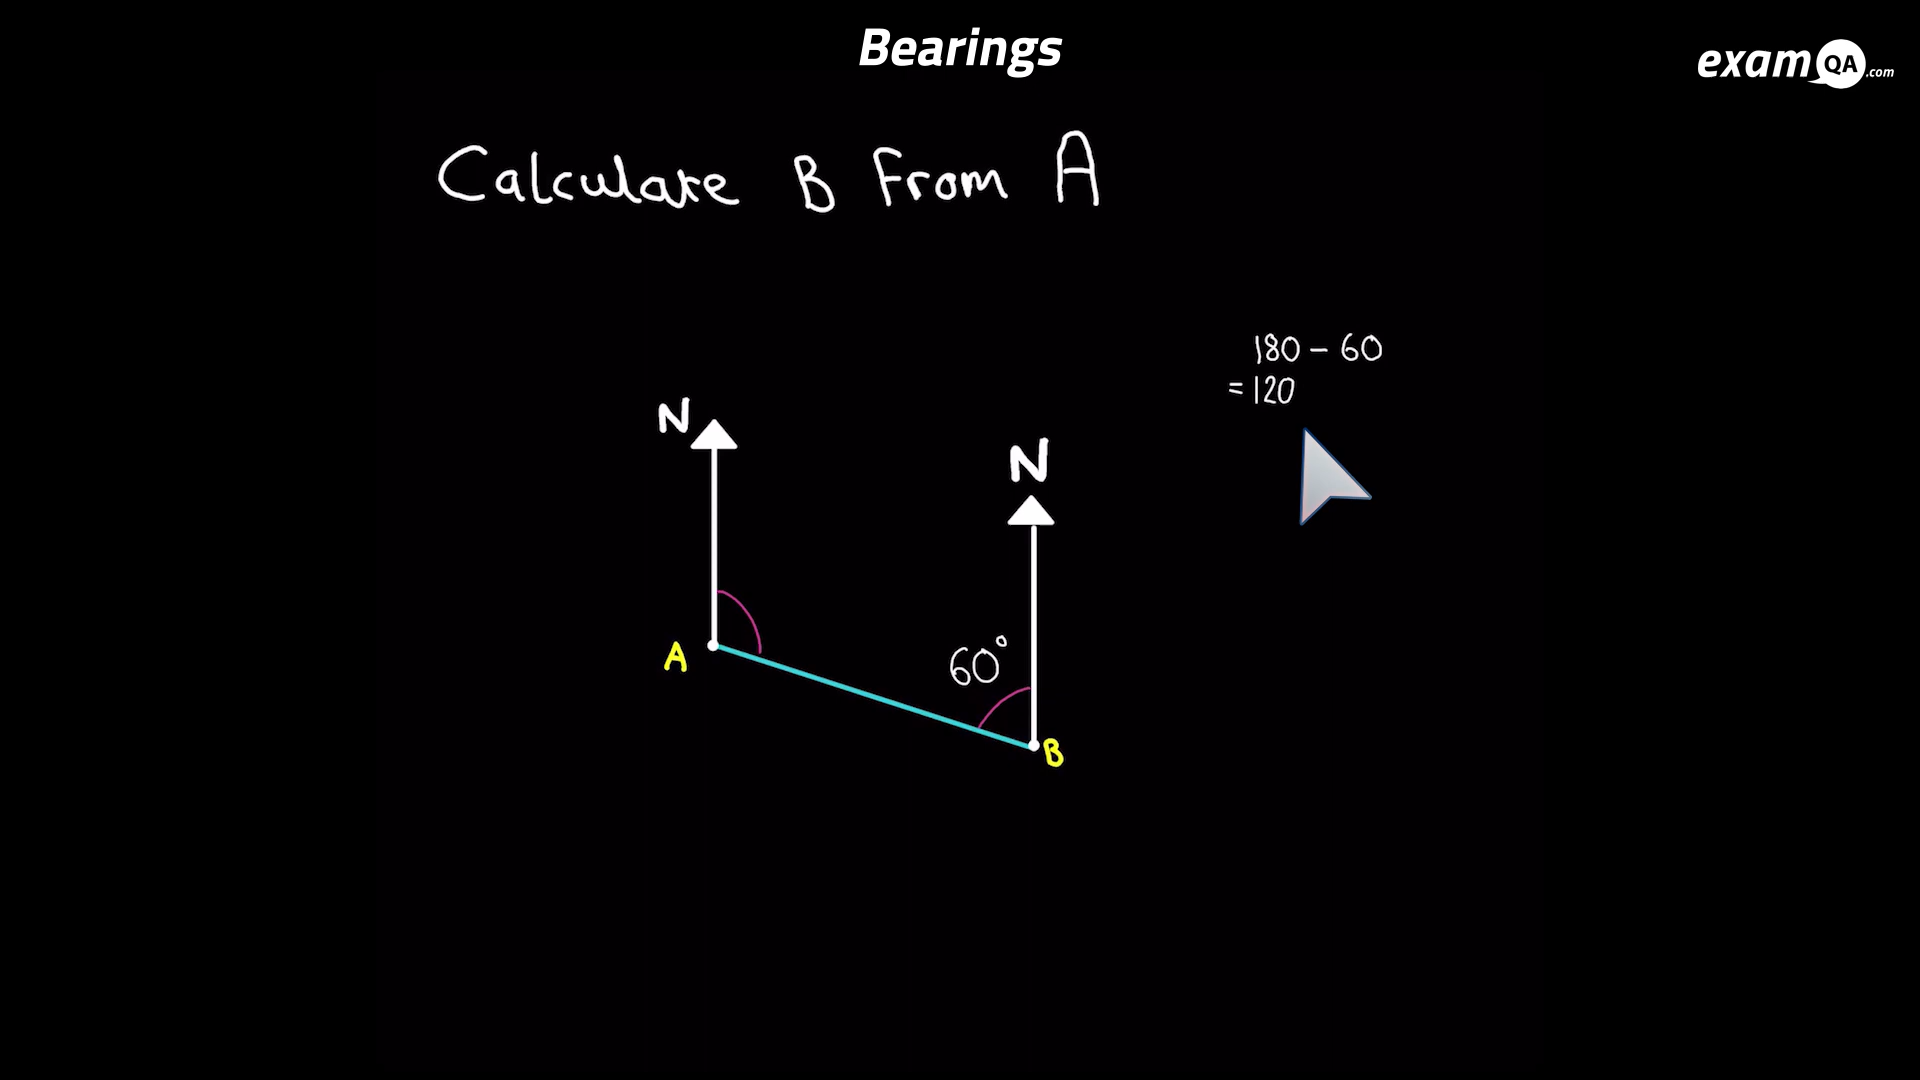 Bearings
examQA.com
Calculate B From A
180 - 60
= 120
N
N
60°
A
B